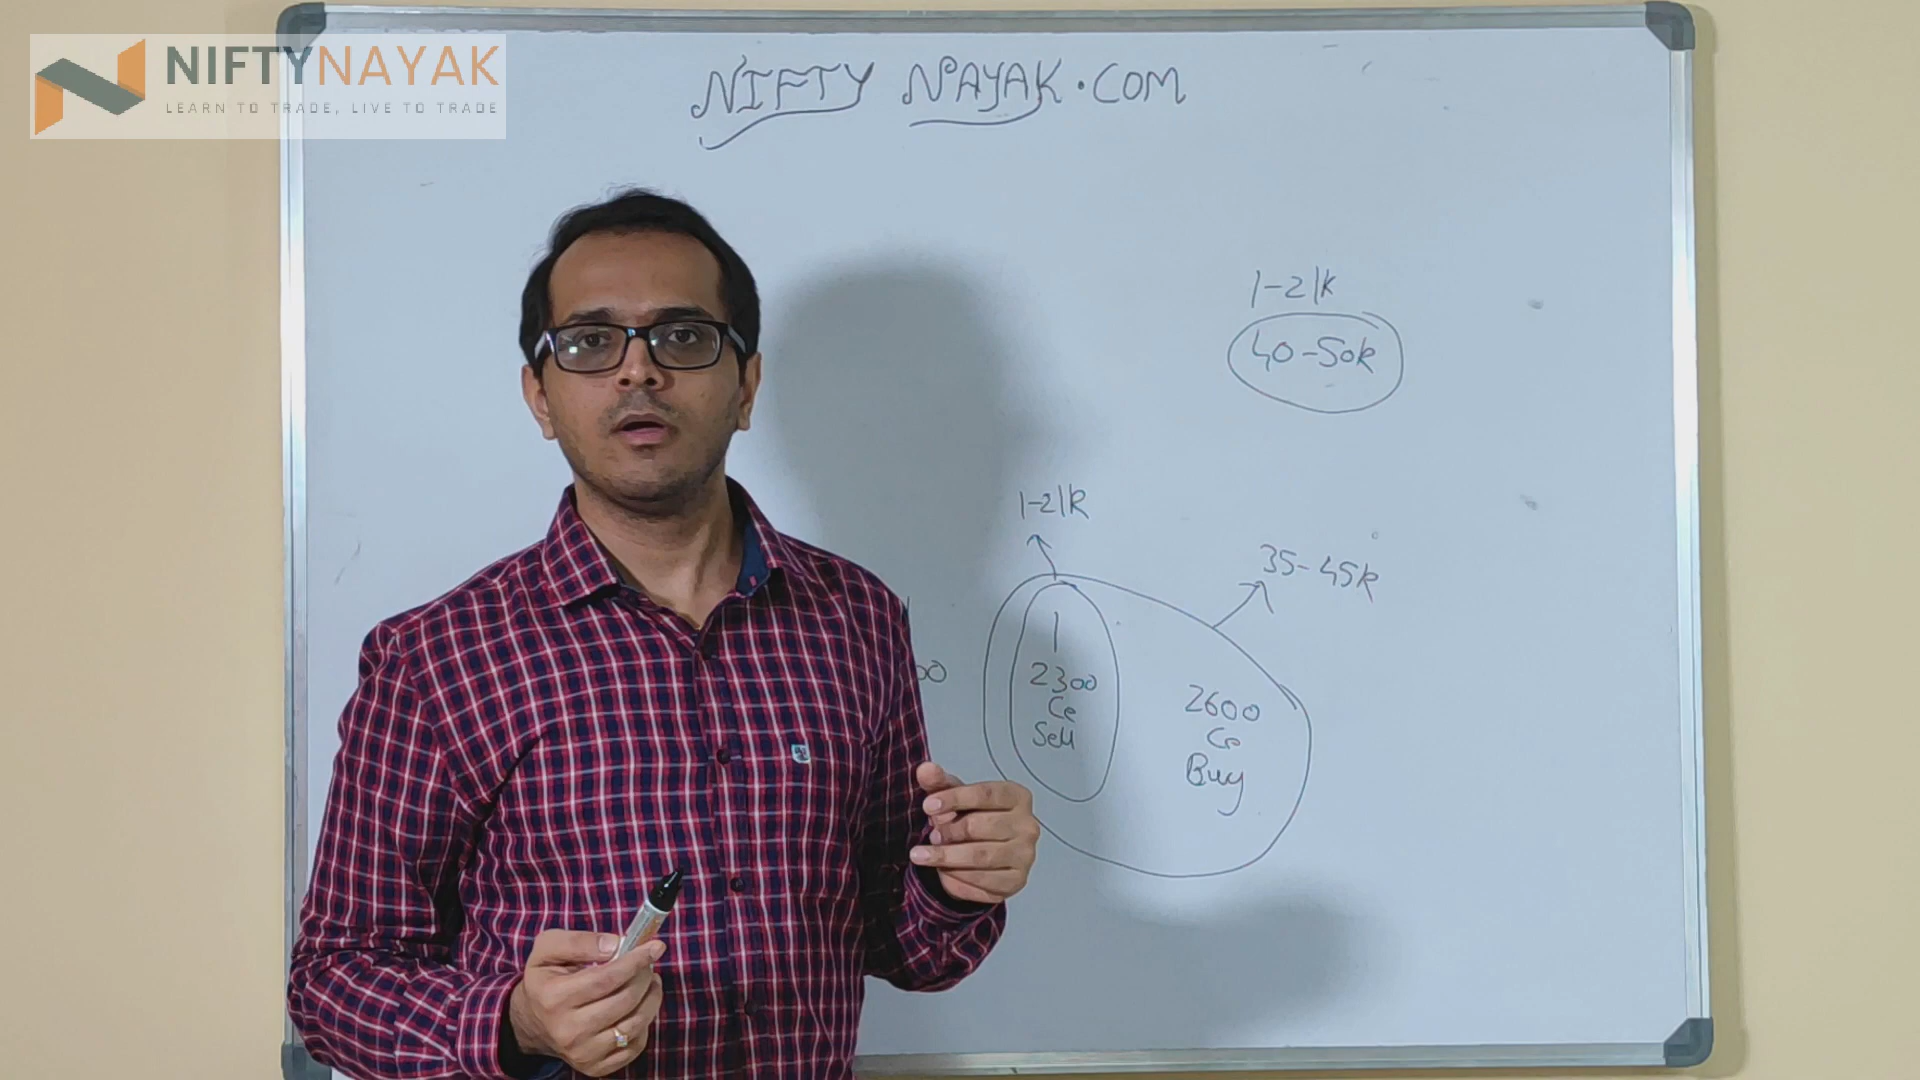 NIFTYNAYAK
LEARN TO TRADE, LIVE TO TRADE
NIFTY NAYAK.COM
1-2lk
40-50k
1-2lk
35-45k
1
2300
Ce
Sell
2600
Ce
Buy